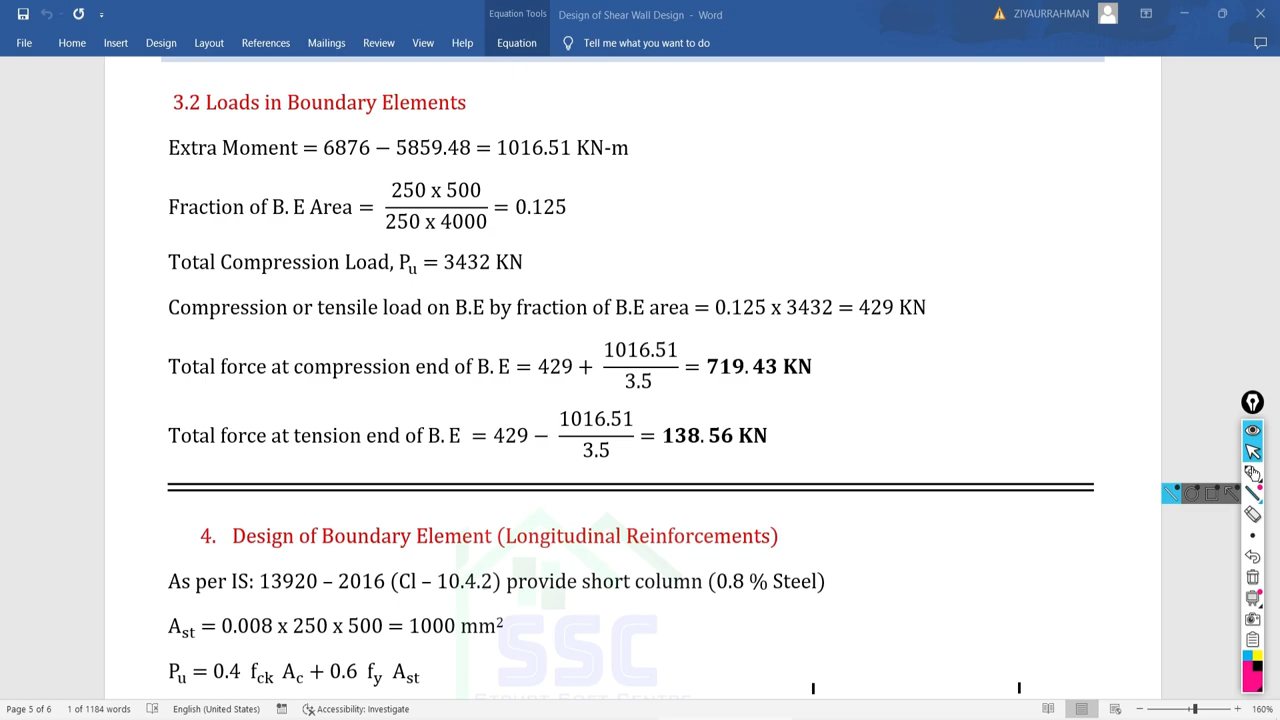 Equation Tools
Design of Shear Wall Design - Word
ZIYAURRAHMAN
File Home Insert Design Layout References Mailings Review View Help Equation Tell me what you want to do
3.2 Loads in Boundary Elements
Extra Moment = 6876 − 5859.48 = 1016.51 KN-m
Fraction of B. E Area = 250 x 500 / 250 x 4000 = 0.125
Total Compression Load, Pu = 3432 KN
Compression or tensile load on B.E by fraction of B.E area = 0.125 x 3432 = 429 KN
Total force at compression end of B. E = 429 + 1016.51 / 3.5 = 719.43 KN
Total force at tension end of B. E = 429 − 1016.51 / 3.5 = 138.56 KN
4. Design of Boundary Element (Longitudinal Reinforcements)
As per IS: 13920 – 2016 (Cl – 10.4.2) provide short column (0.8 % Steel)
Ast = 0.008 x 250 x 500 = 1000 mm²
Pu = 0.4 fck Ac + 0.6 fy Ast
SSC
Page 5 of 6 1 of 1184 words English (United States) Accessibility: Investigate 160%